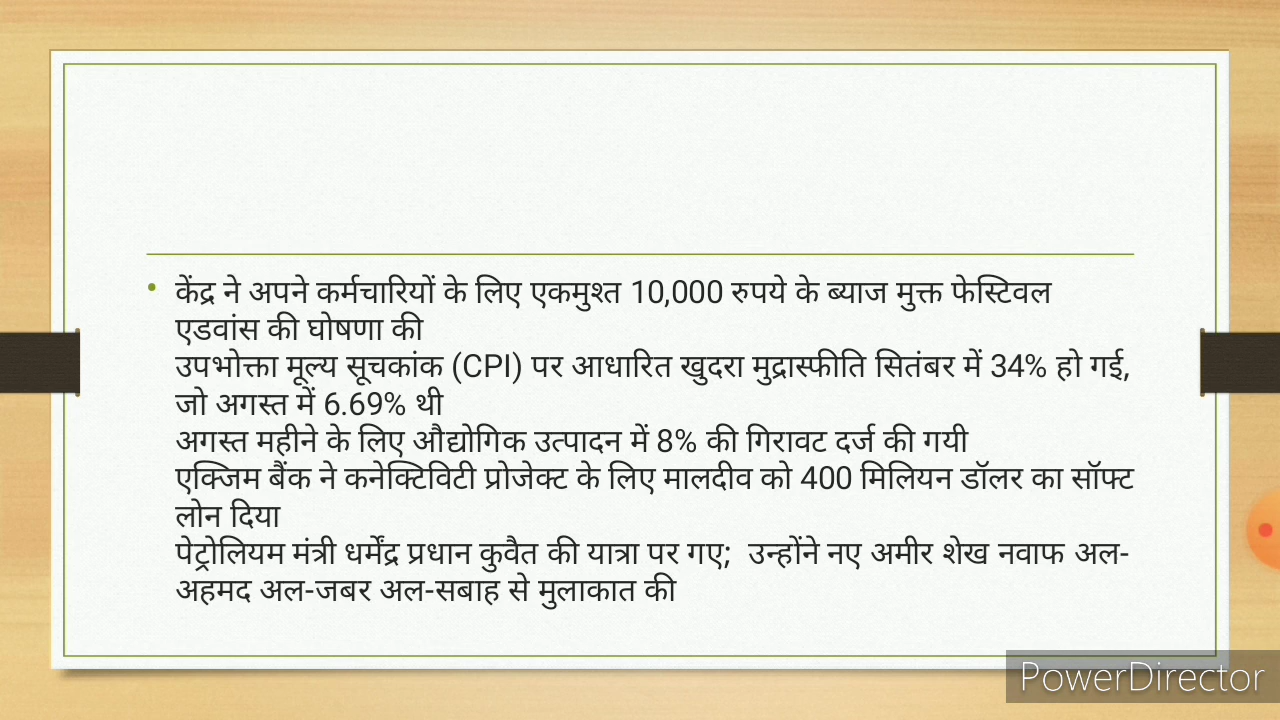 • केंद्र ने अपने कर्मचारियों के लिए एकमुश्त 10,000 रुपये के ब्याज मुक्त फेस्टिवल
एडवांस की घोषणा की
उपभोक्ता मूल्य सूचकांक (CPI) पर आधारित खुदरा मुद्रास्फीति सितंबर में 34% हो गई,
जो अगस्त में 6.69% थी
अगस्त महीने के लिए औद्योगिक उत्पादन में 8% की गिरावट दर्ज की गयी
एक्जिम बैंक ने कनेक्टिविटी प्रोजेक्ट के लिए मालदीव को 400 मिलियन डॉलर का सॉफ्ट
लोन दिया
पेट्रोलियम मंत्री धर्मेंद्र प्रधान कुवैत की यात्रा पर गए;  उन्होंने नए अमीर शेख नवाफ अल-
अहमद अल-जबर अल-सबाह से मुलाकात की
PowerDirector